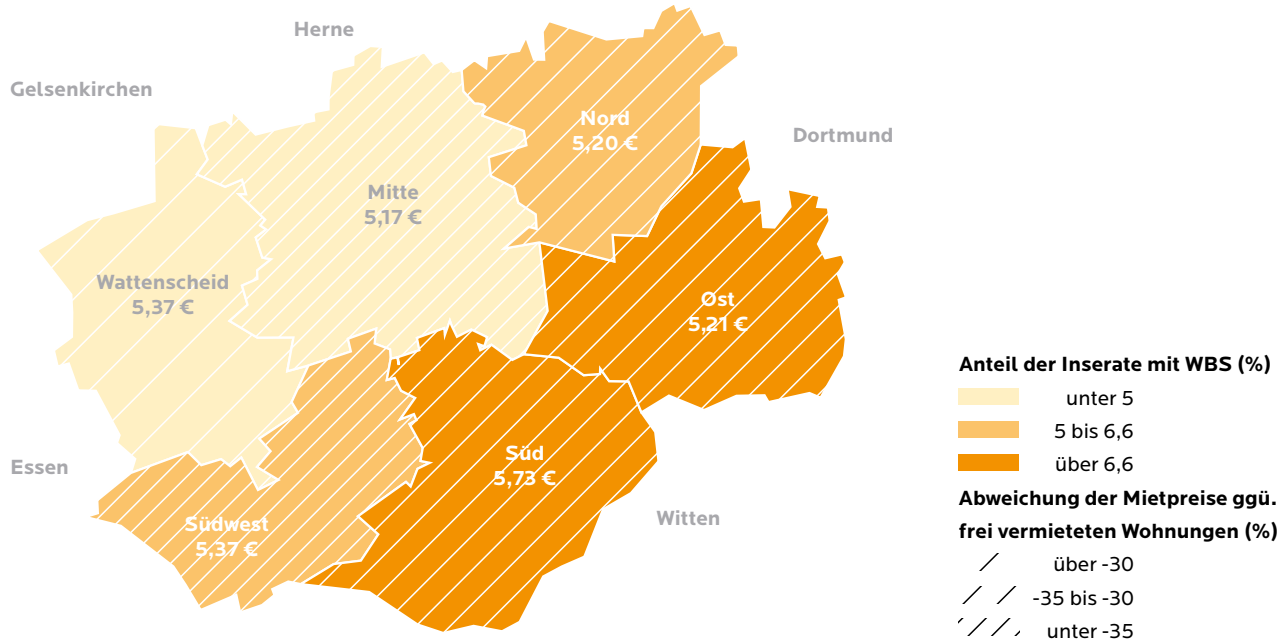 Herne
Gelsenkirchen
Nord
5,20 €
Dortmund
Mitte
5,17 €
Wattenscheid
5,37 €
Ost
5,21 €
Anteil der Inserate mit WBS (%)
unter 5
5 bis 6,6
über 6,6
Essen
Süd
5,73 €
Südwest
5,37 €
Witten
Abweichung der Mietpreise ggü.
frei vermieteten Wohnungen (%)
über -30
-35 bis -30
unter -35